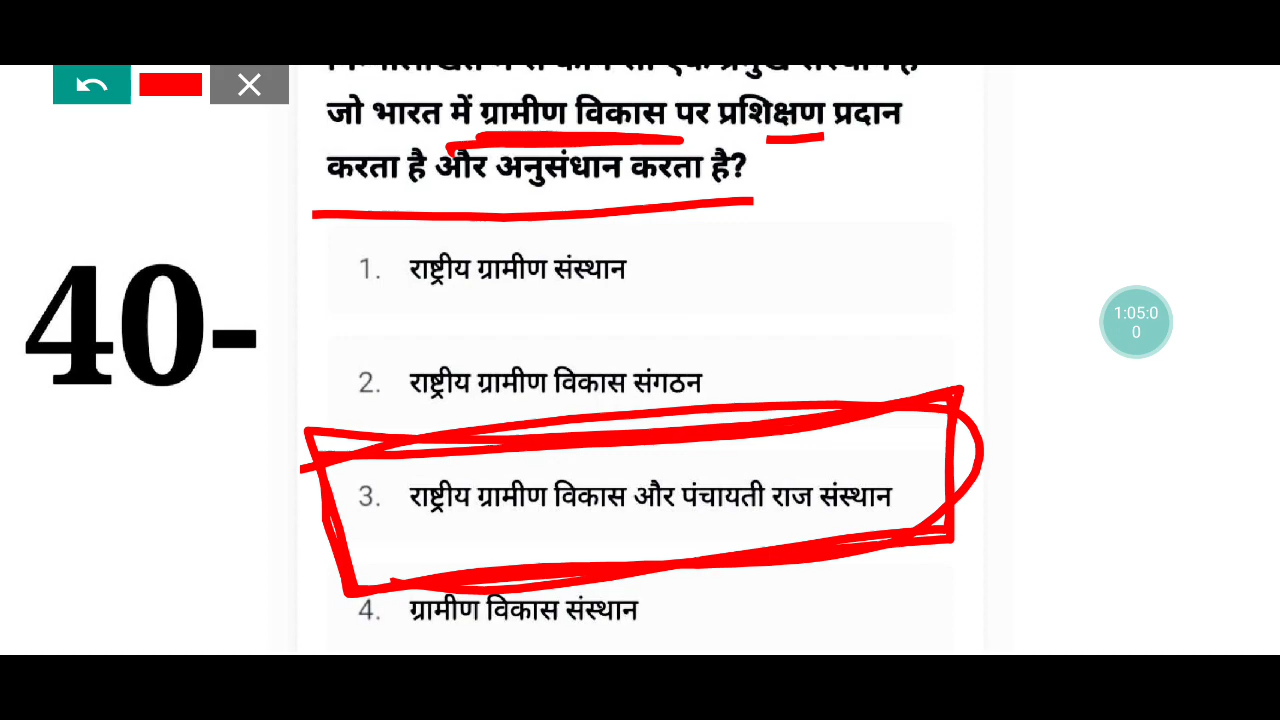 जो भारत में ग्रामीण विकास पर प्रशिक्षण प्रदान
करता है और अनुसंधान करता है?
40-
1. राष्ट्रीय ग्रामीण संस्थान
2. राष्ट्रीय ग्रामीण विकास संगठन
3. राष्ट्रीय ग्रामीण विकास और पंचायती राज संस्थान
4. ग्रामीण विकास संस्थान
1:05:0
0